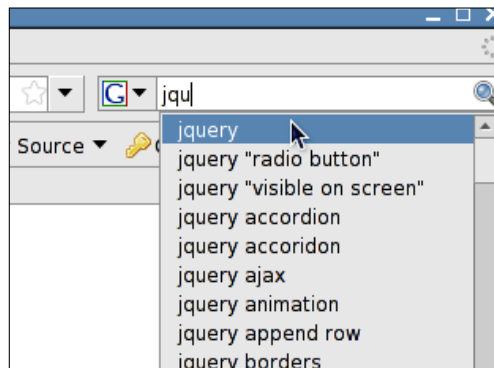 G jqu
Source
jquery
jquery "radio button"
jquery "visible on screen"
jquery accordion
jquery accoridon
jquery ajax
jquery animation
jquery append row
jquery borders